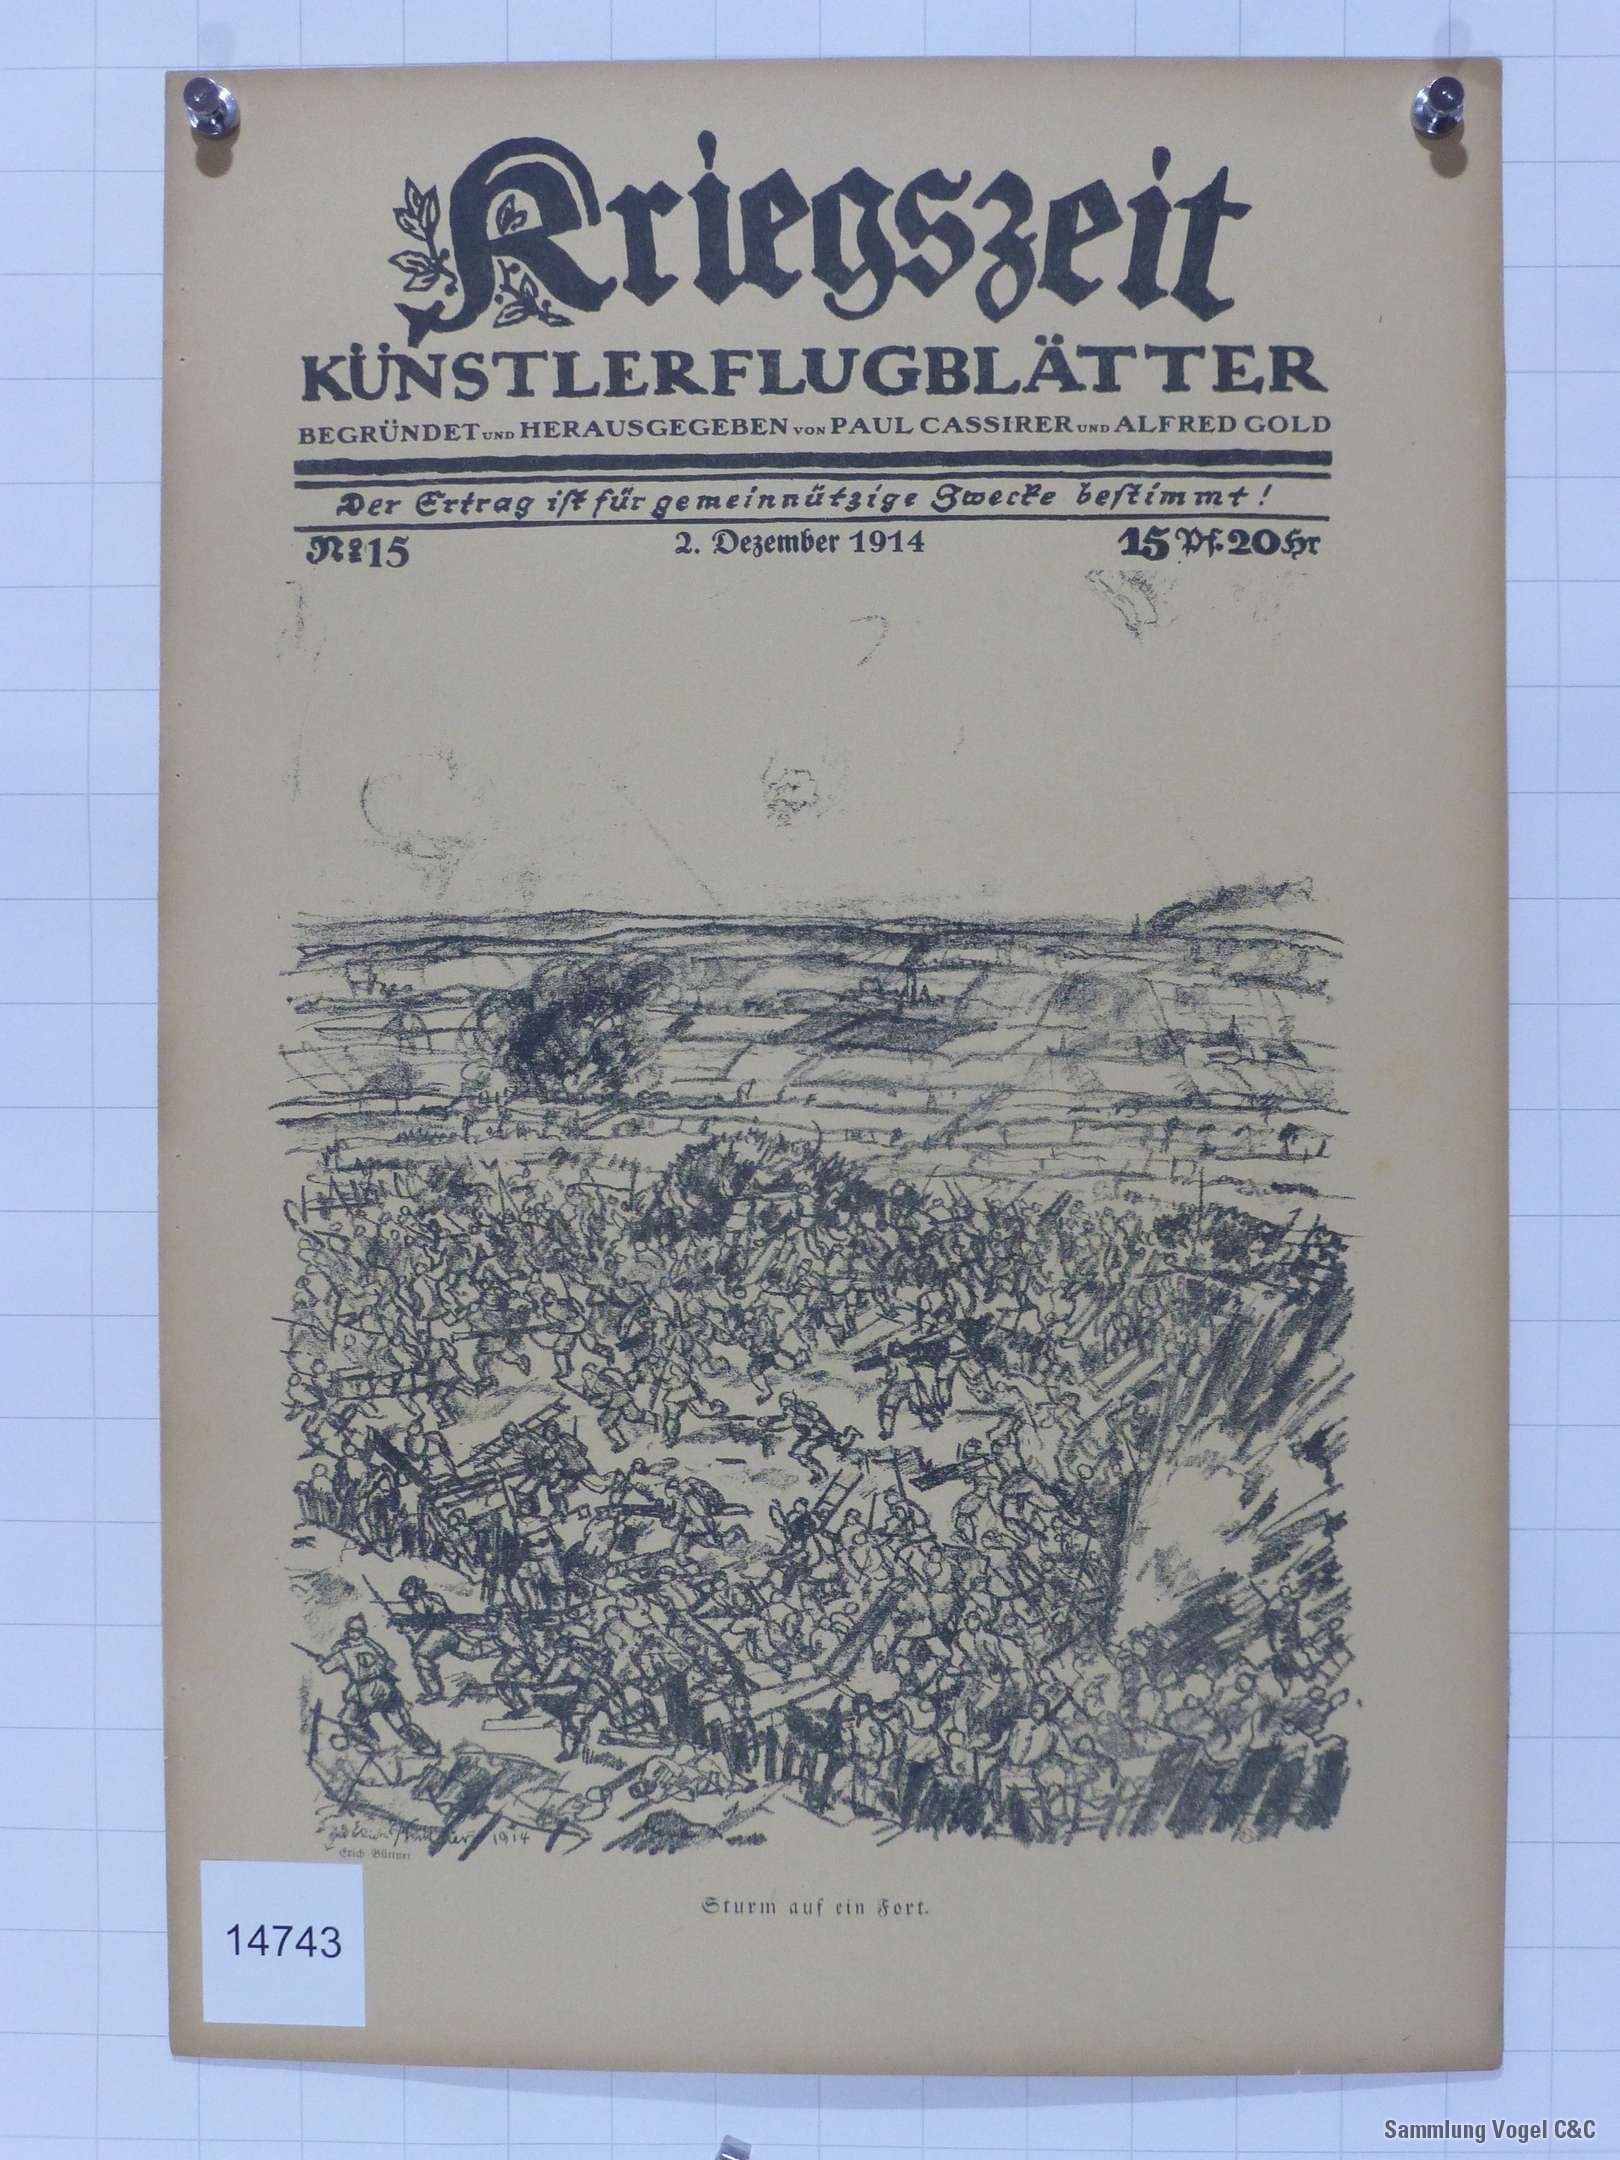 Kriegszeit
KÜNSTLERFLUGBLÄTTER
BEGRÜNDET UND HERAUSGEGEBEN VON PAUL CASSIRER UND ALFRED GOLD
Der Ertrag ist für gemeinnützige Zwecke bestimmt!
No 15 2. Dezember 1914 15 Pf. 20 Hr
1914
Erich Büttner
Sturm auf ein Fort.
14743
Sammlung Vogel C&C